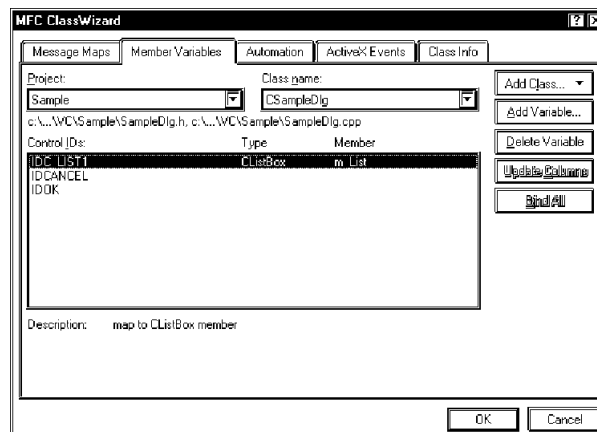 MFC ClassWizard
Message Maps Member Variables Automation ActiveX Events Class Info
Project: Class name:
Sample CSampleDlg
c:\...\VC\Sample\SampleDlg.h, c:\...\VC\Sample\SampleDlg.cpp
Control IDs: Type Member
IDC_LIST1 CListBox m_List
IDCANCEL
IDOK
Description: map to CListBox member
Add Class...
Add Variable...
Delete Variable
Update Columns
Bind All
OK Cancel